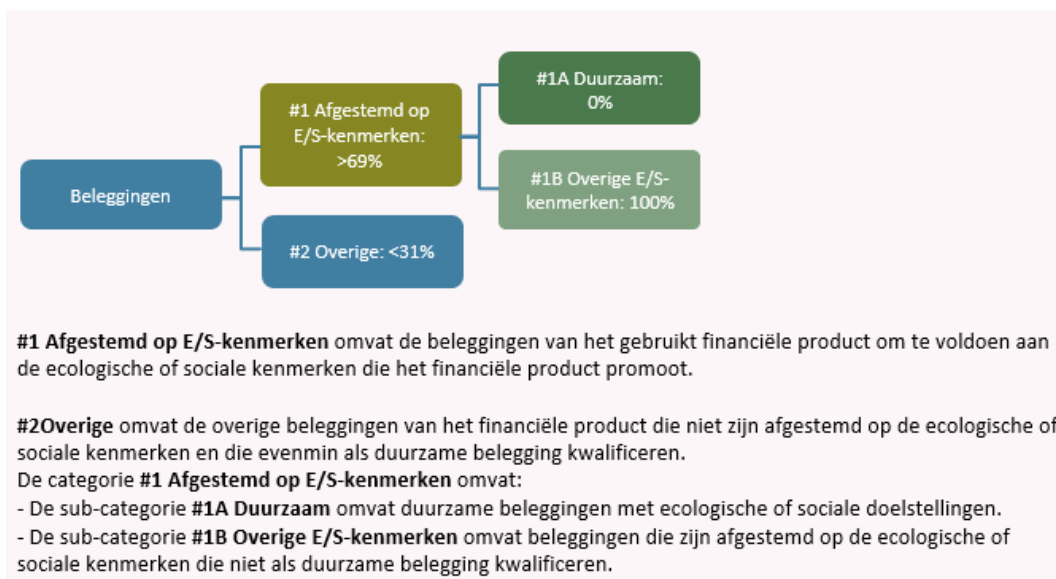 #1A Duurzaam:
0%
#1 Afgestemd op
E/S-kenmerken:
>69%
#1B Overige E/S-
kenmerken: 100%
Beleggingen
#2 Overige: <31%
#1 Afgestemd op E/S-kenmerken omvat de beleggingen van het gebruikt financiële product om te voldoen aan
de ecologische of sociale kenmerken die het financiële product promoot.
#2Overige omvat de overige beleggingen van het financiële product die niet zijn afgestemd op de ecologische of
sociale kenmerken en die evenmin als duurzame belegging kwalificeren.
De categorie #1 Afgestemd op E/S-kenmerken omvat:
- De sub-categorie #1A Duurzaam omvat duurzame beleggingen met ecologische of sociale doelstellingen.
- De sub-categorie #1B Overige E/S-kenmerken omvat beleggingen die zijn afgestemd op de ecologische of
sociale kenmerken die niet als duurzame belegging kwalificeren.